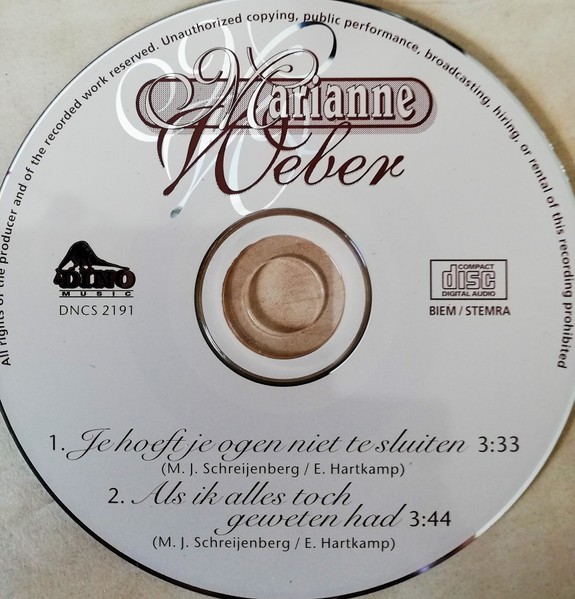 All rights of the producer and of the recorded work reserved. Unauthorized copying, public performance, broadcasting, hiring, or rental of this recording prohibited
Marianne
Weber
DINO
MUSIC
DNCS 2191
COMPACT
disc
DIGITAL AUDIO
BIEM / STEMRA
1. Je hoeft je ogen niet te sluiten 3:33
(M. J. Schreijenberg / E. Hartkamp)
2. Als ik alles toch
geweten had 3:44
(M. J. Schreijenberg / E. Hartkamp)